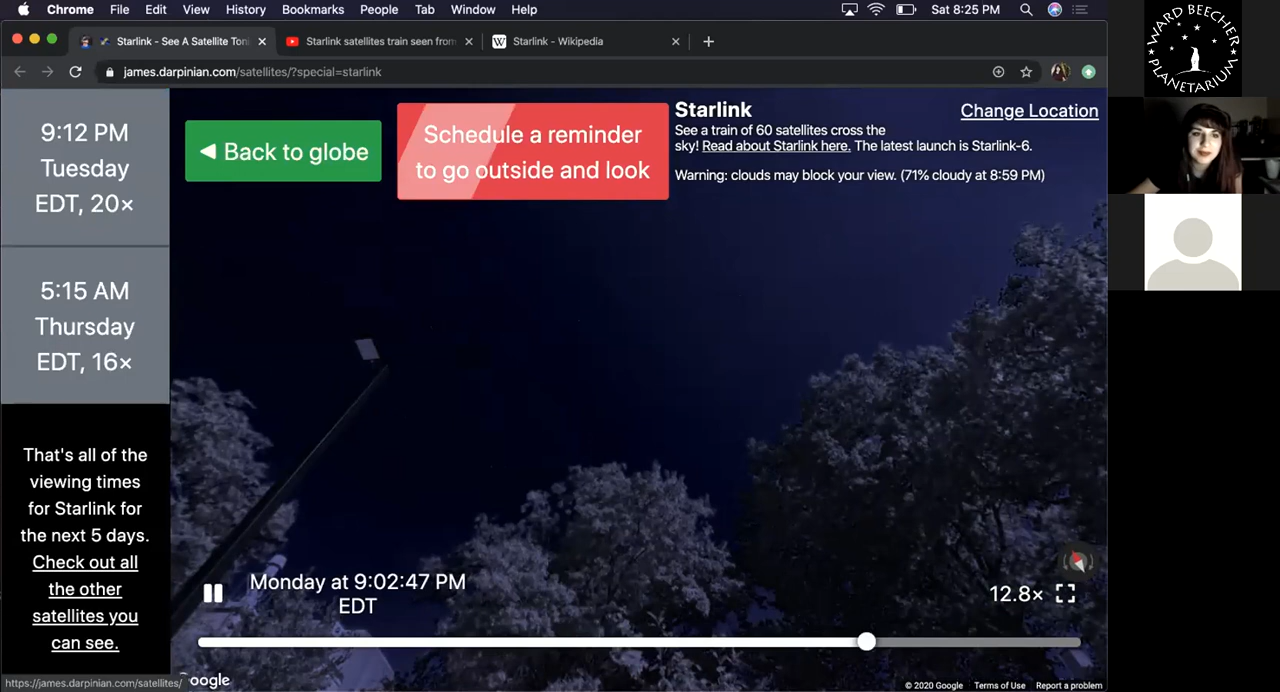 Chrome File Edit View History Bookmarks People Tab Window Help Sat 8:25 PM
Starlink - See A Satellite Ton Starlink satellites train seen from Starlink - Wikipedia
james.darpinian.com/satellites/?special=starlink
9:12 PM
Tuesday
EDT, 20×
5:15 AM
Thursday
EDT, 16×
That's all of the
viewing times
for Starlink for
the next 5 days.
Check out all
the other
satellites you
can see.
Back to globe
Schedule a reminder
to go outside and look
Starlink
See a train of 60 satellites cross the
sky! Read about Starlink here. The latest launch is Starlink-6.
Warning: clouds may block your view. (71% cloudy at 8:59 PM)
Change Location
Monday at 9:02:47 PM
EDT
12.8×
https://james.darpinian.com/satellites/
oogle
© 2020 Google Terms of Use Report a problem
WARD BEECHER
PLANETARIUM